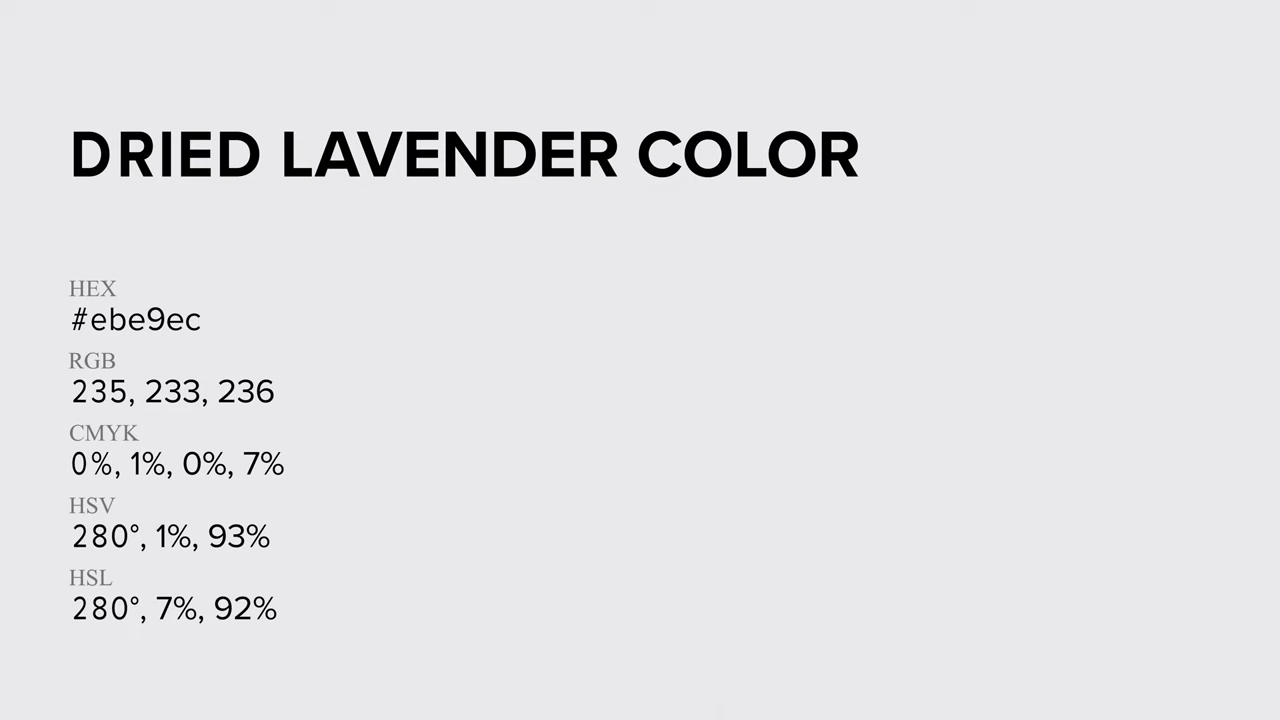 DRIED LAVENDER COLOR
HEX
#ebe9ec
RGB
235, 233, 236
CMYK
0%, 1%, 0%, 7%
HSV
280°, 1%, 93%
HSL
280°, 7%, 92%